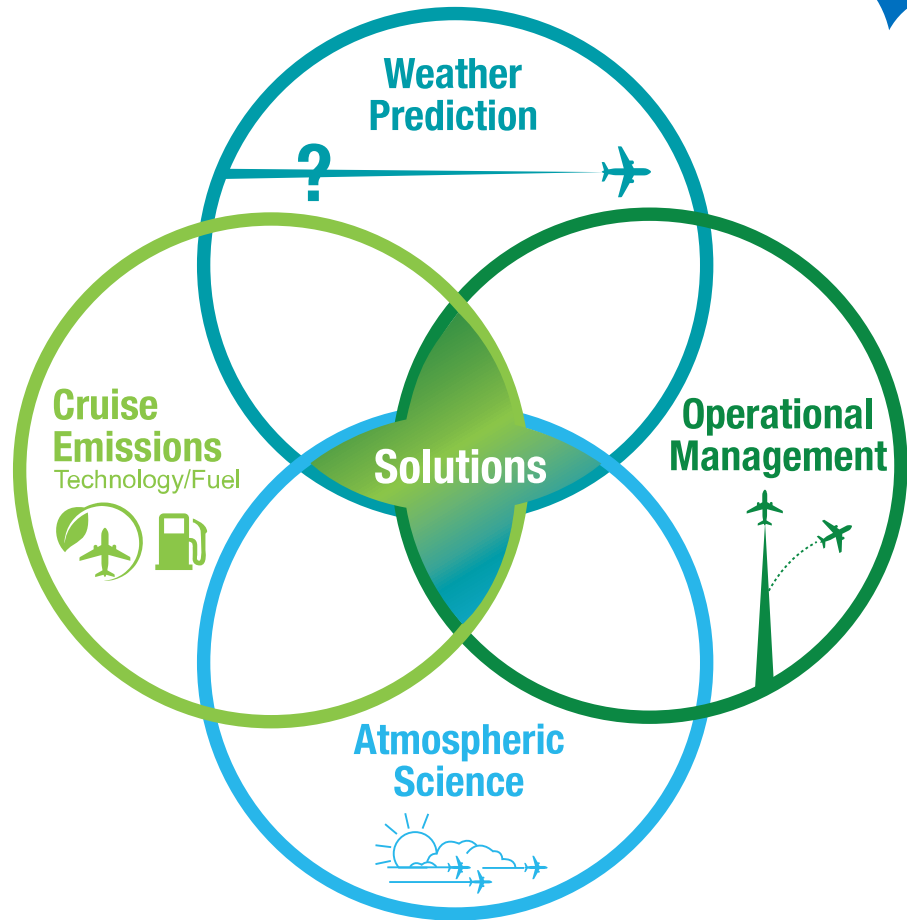 Weather
Prediction
?
Cruise
Emissions
Technology/Fuel
Operational
Management
Solutions
Atmospheric
Science